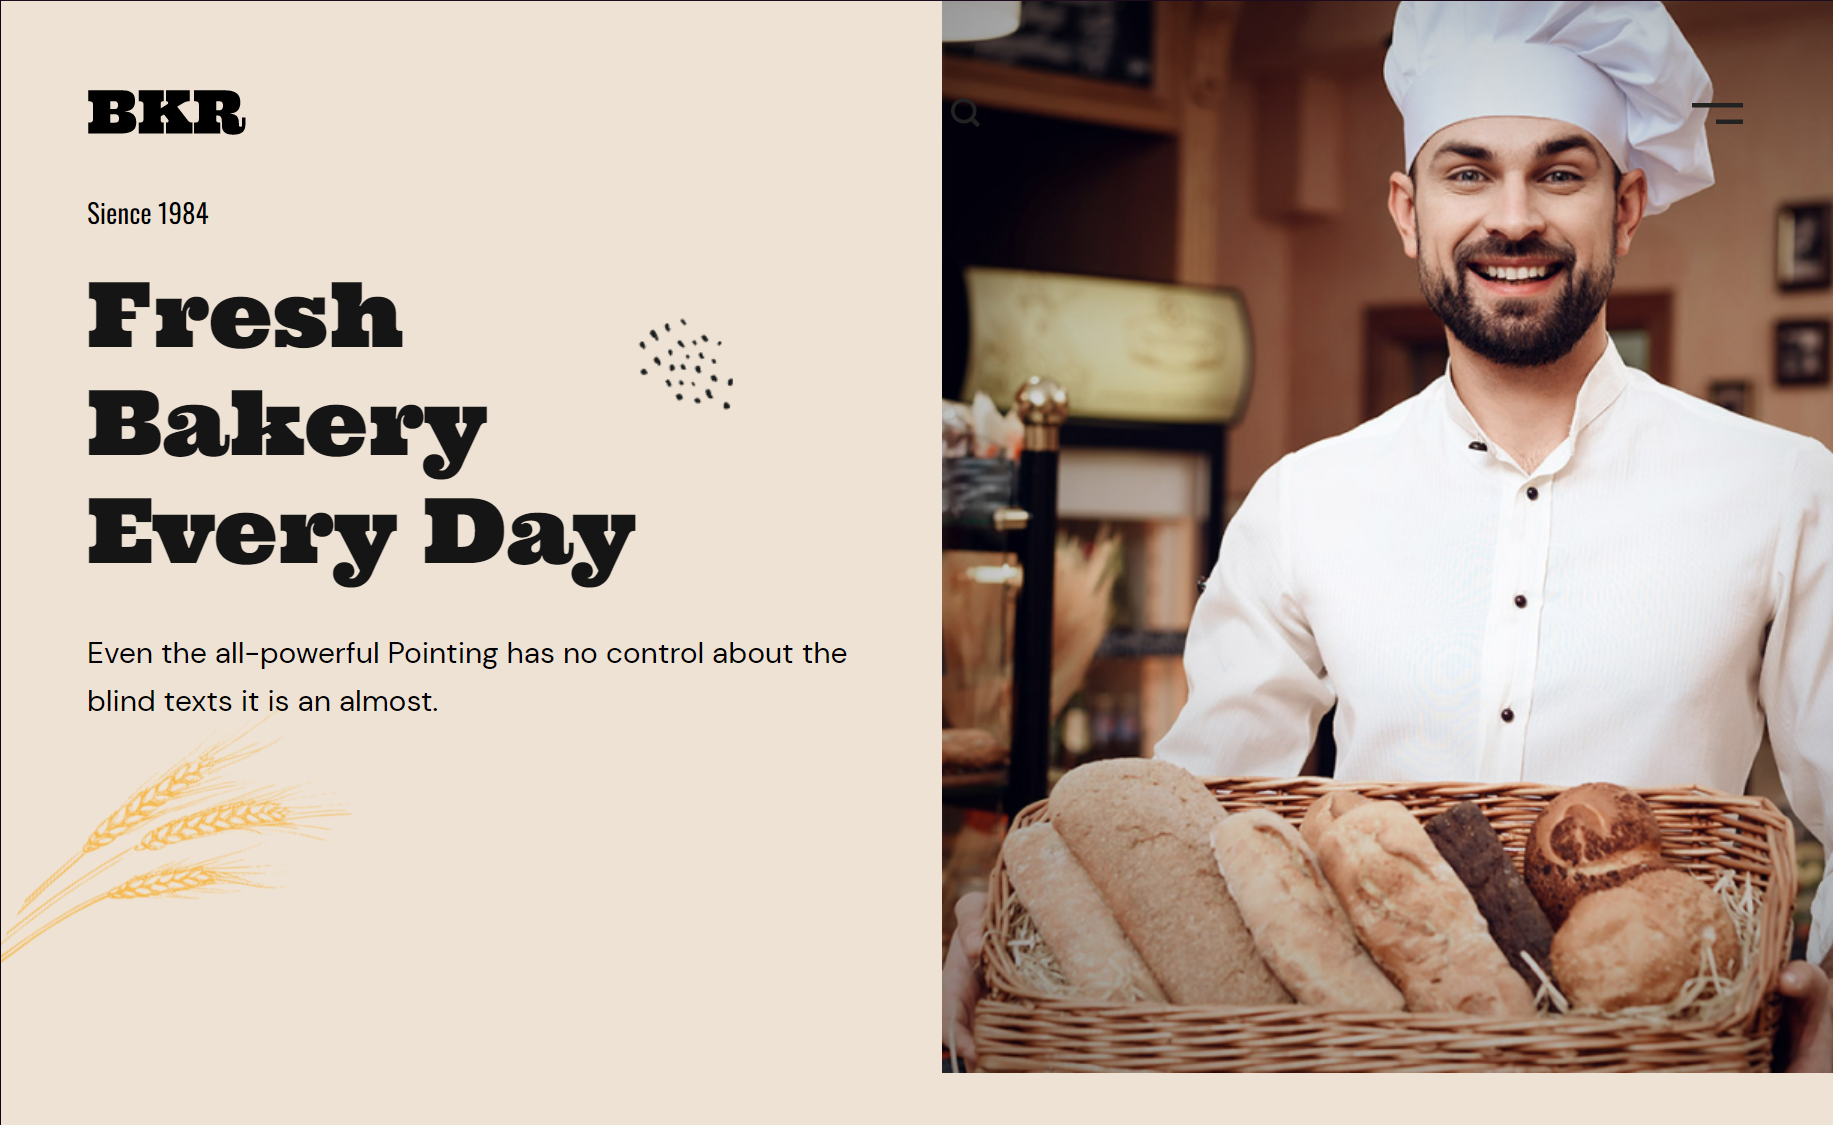 BKR
Sience 1984
Fresh
Bakery
Every Day
Even the all-powerful Pointing has no control about the
blind texts it is an almost.